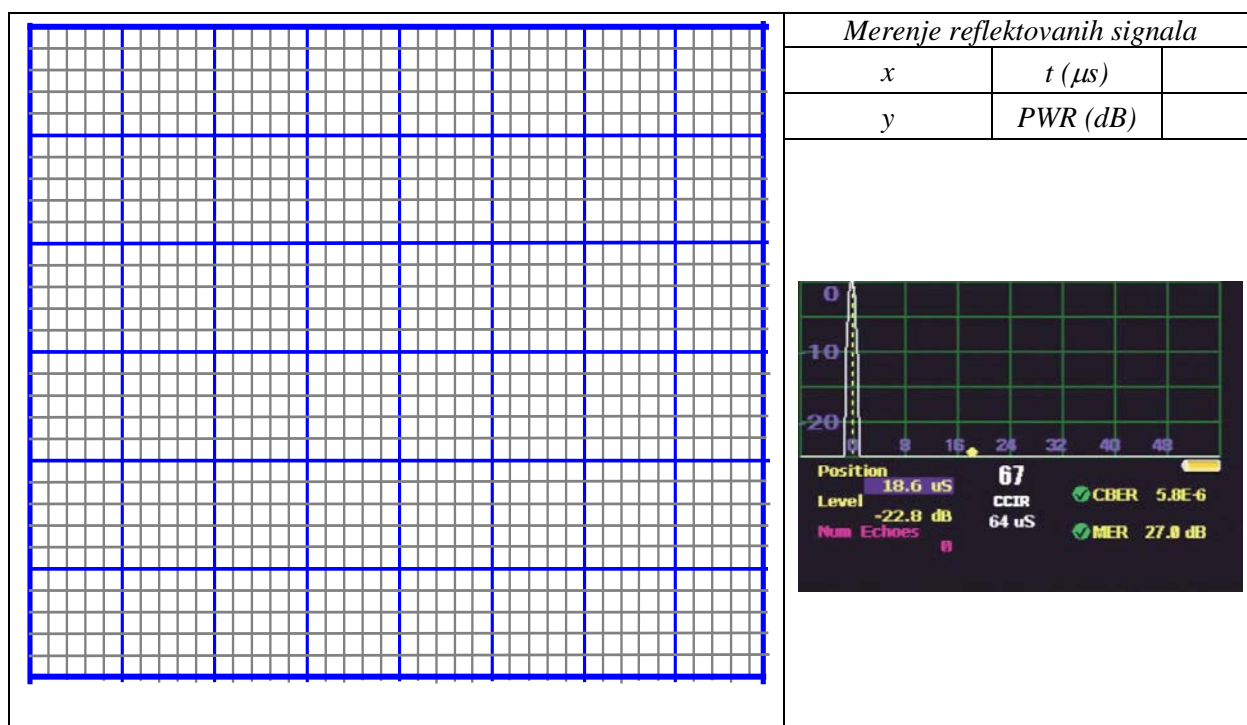 Merenje reflektovanih signala
x t (μs)
y PWR (dB)
0
-10
-20
0 8 16 24 32 40 48
Position 67
18.6 uS CBER 5.8E-6
Level CCIR
-22.8 dB 64 uS
Num Echoes MER 27.0 dB
0